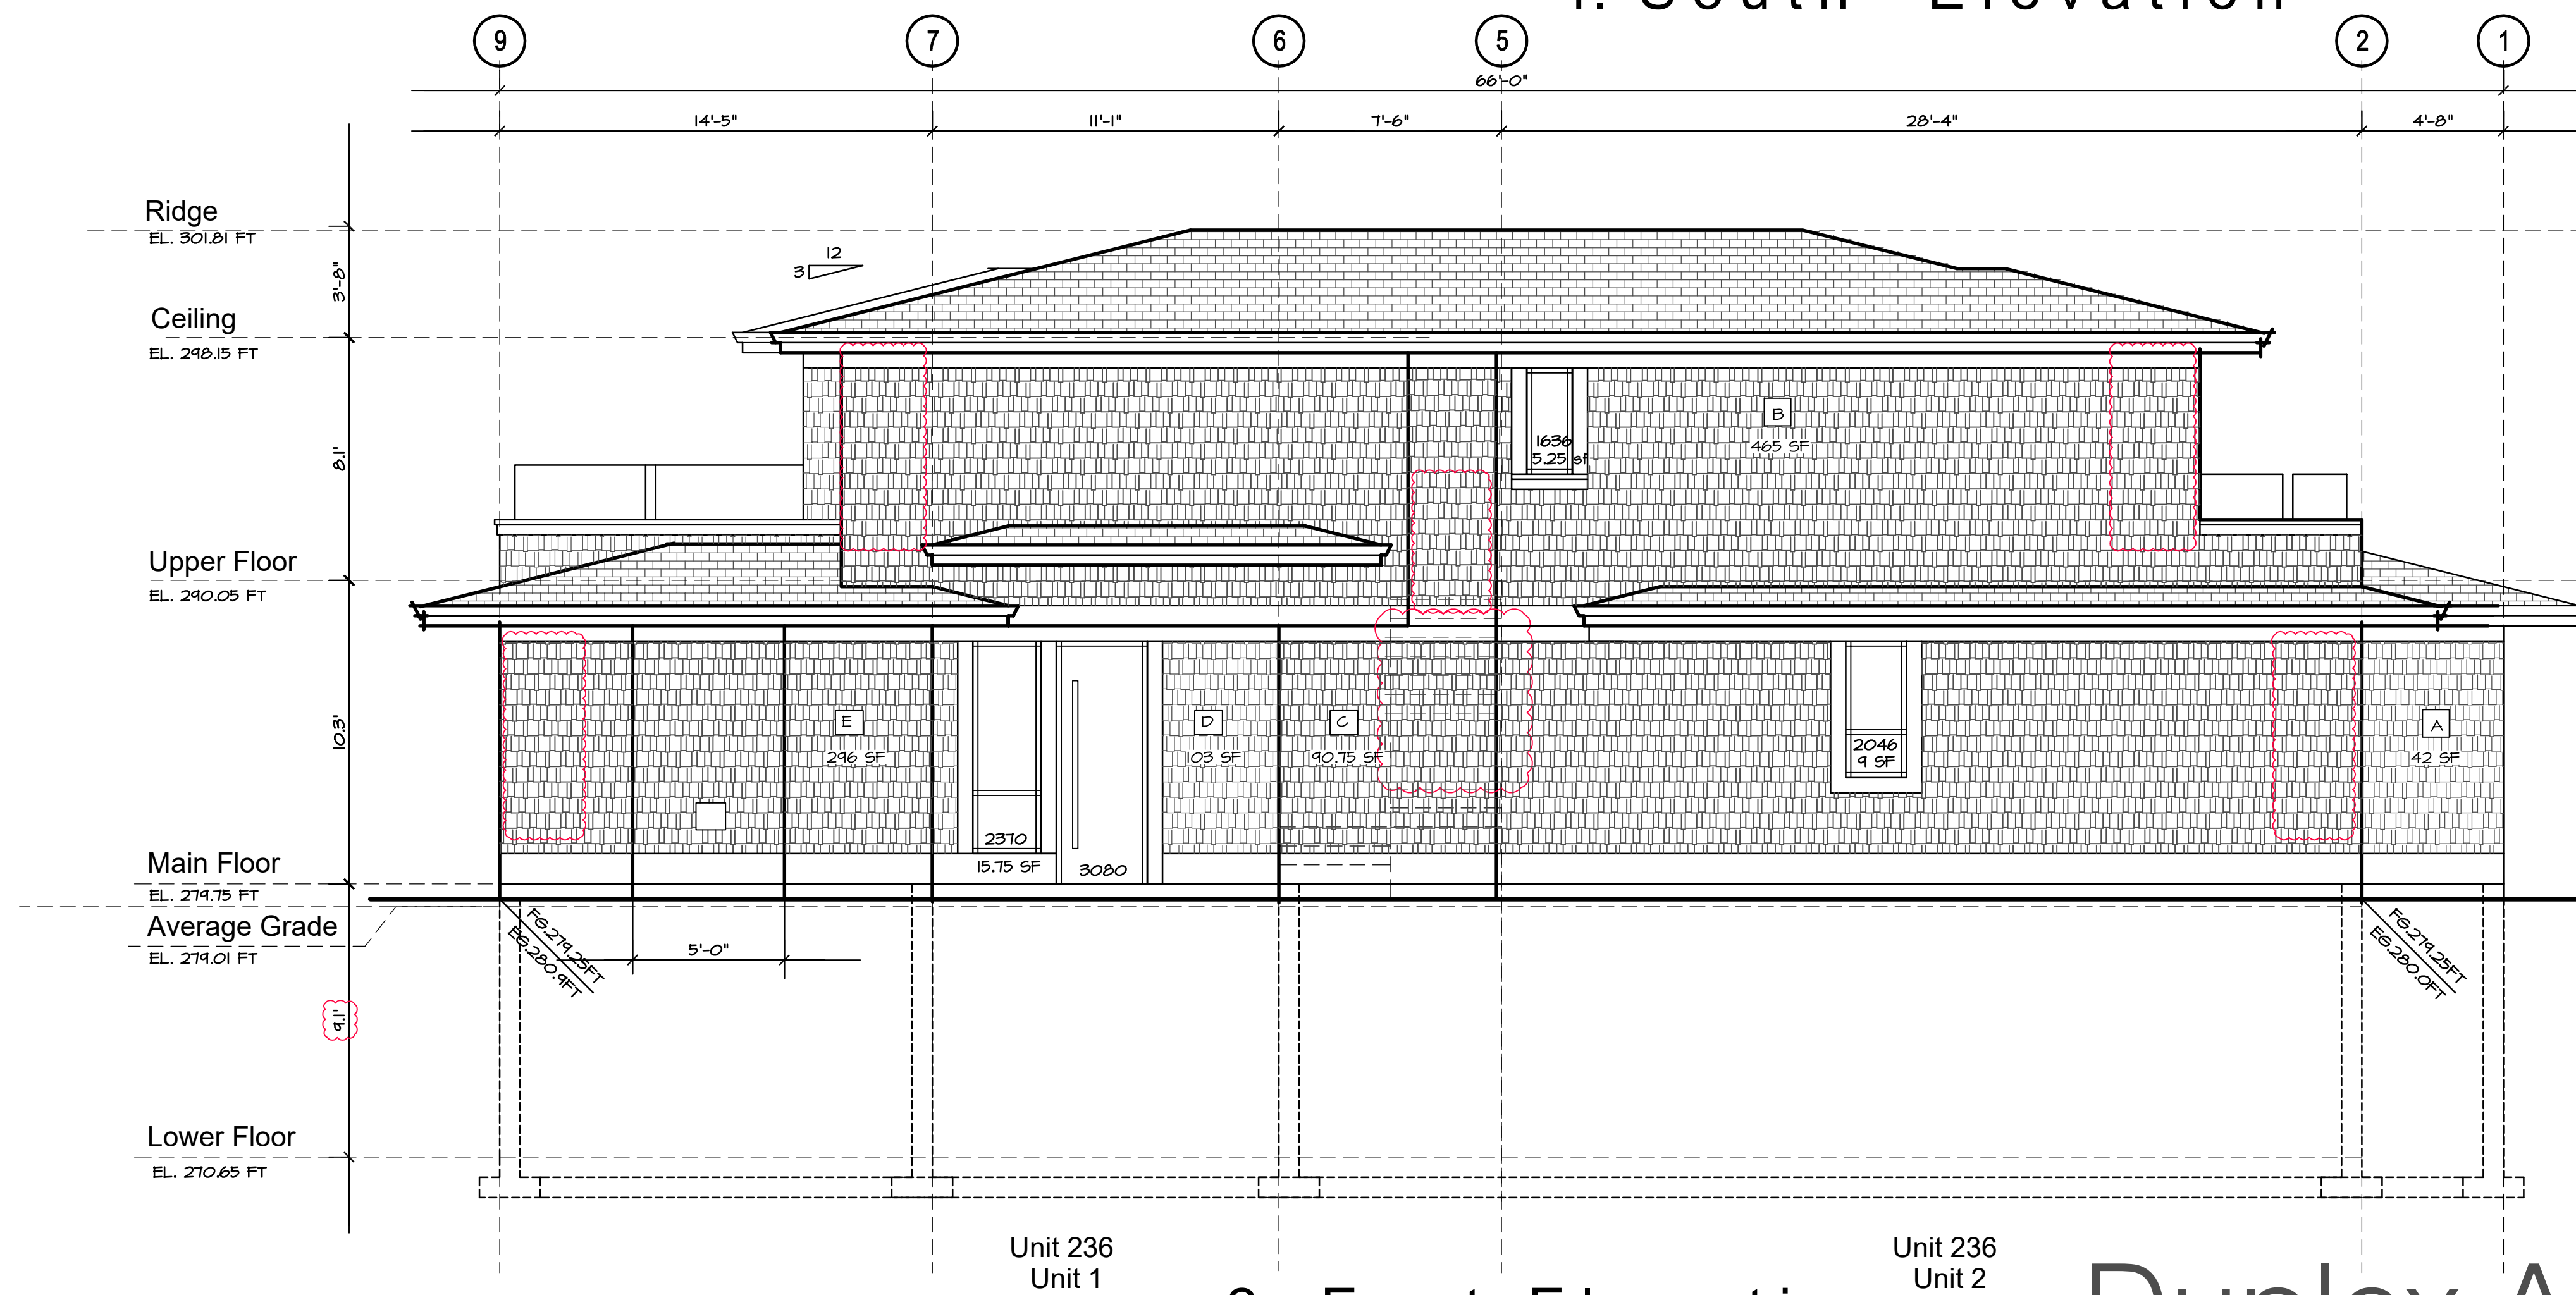 1. South Elevation
9 7 6 5 2 1
66'-0"
14'-5" 11'-1" 7'-6" 28'-4" 4'-8"
Ridge
EL. 301.81 FT
12
3
3'-8"
Ceiling
EL. 298.15 FT
B
465 SF
1636
5.25 sf
8.1'
Upper Floor
EL. 290.05 FT
E
296 SF
D
103 SF
C
90.75 SF
A
42 SF
2046
9 SF
10.3'
2370
15.75 SF
3080
Main Floor
EL. 279.75 FT
Average Grade
EL. 279.01 FT
FG.279.25FT
EG.280.9FT
5'-0"
FG.279.25FT
EG.280.0FT
9.1'
Lower Floor
EL. 270.65 FT
Unit 236
Unit 1
Unit 236
Unit 2
Duplex A